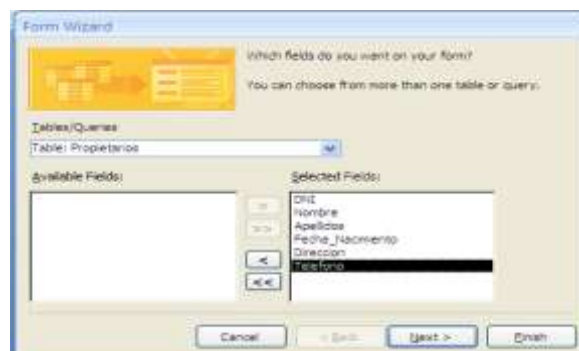 Form Wizard
Which fields do you want on your form?
You can choose from more than one table or query.
Tables/Queries
Table: Propietarios
Available Fields:
Selected Fields:
DNI
Nombre
Apellidos
Fecha_Nacimiento
Direccion
Telefono
>
>>
<
<<
Cancel
< Back
Next >
Finish